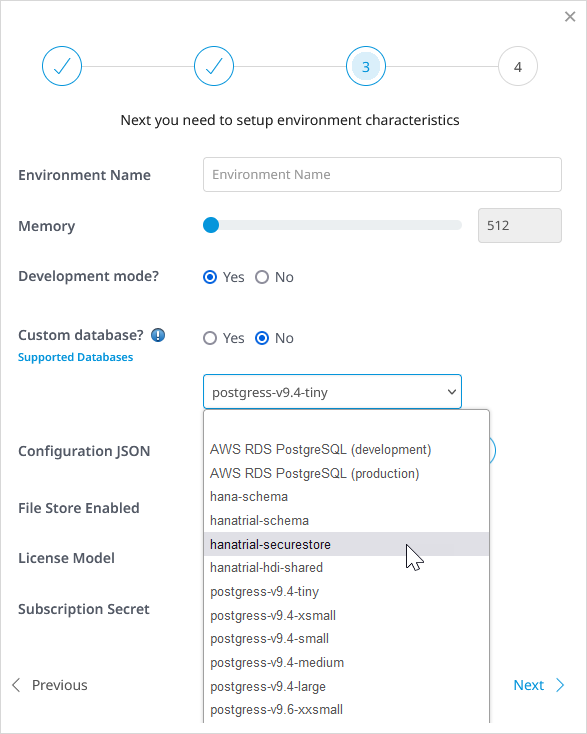 3
4
Next you need to setup environment characteristics
Environment Name
Environment Name
Memory
512
Development mode?
Yes
No
Custom database?
Yes
No
Supported Databases
postgress-v9.4-tiny
Configuration JSON
File Store Enabled
License Model
Subscription Secret
AWS RDS PostgreSQL (development)
AWS RDS PostgreSQL (production)
hana-schema
hanatrial-schema
hanatrial-securestore
hanatrial-hdi-shared
postgress-v9.4-tiny
postgress-v9.4-xsmall
postgress-v9.4-small
postgress-v9.4-medium
postgress-v9.4-large
postgress-v9.6-xxsmall
Previous
Next